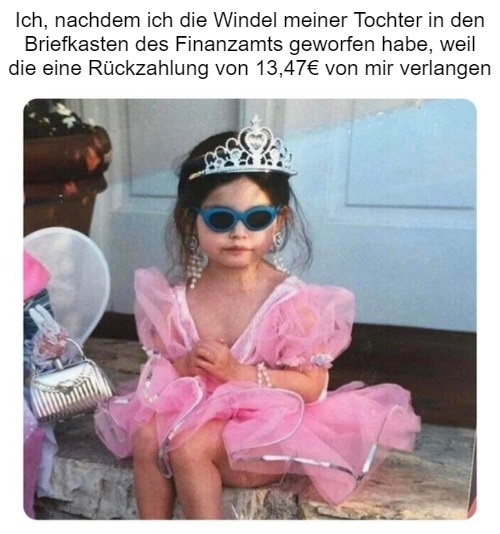 Ich, nachdem ich die Windel meiner Tochter in den
Briefkasten des Finanzamts geworfen habe, weil
die eine Rückzahlung von 13,47€ von mir verlangen